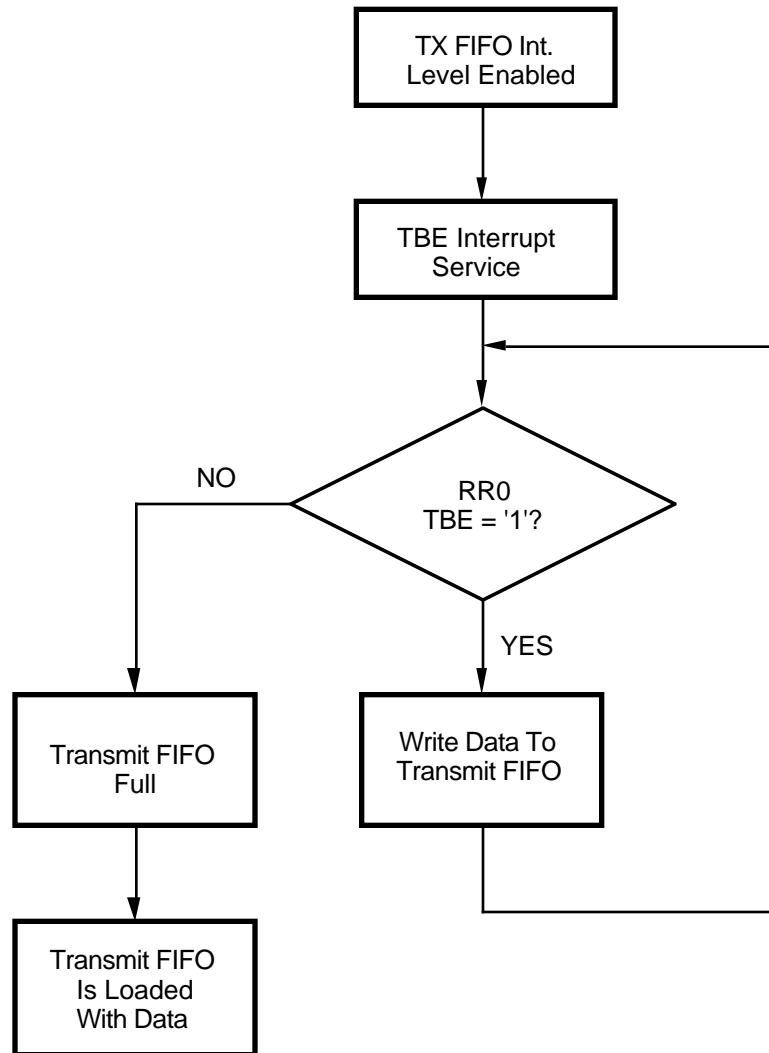 TX FIFO Int.
Level Enabled
TBE Interrupt
Service
NO
RR0
TBE = '1'?
YES
Transmit FIFO
Full
Write Data To
Transmit FIFO
Transmit FIFO
Is Loaded
With Data